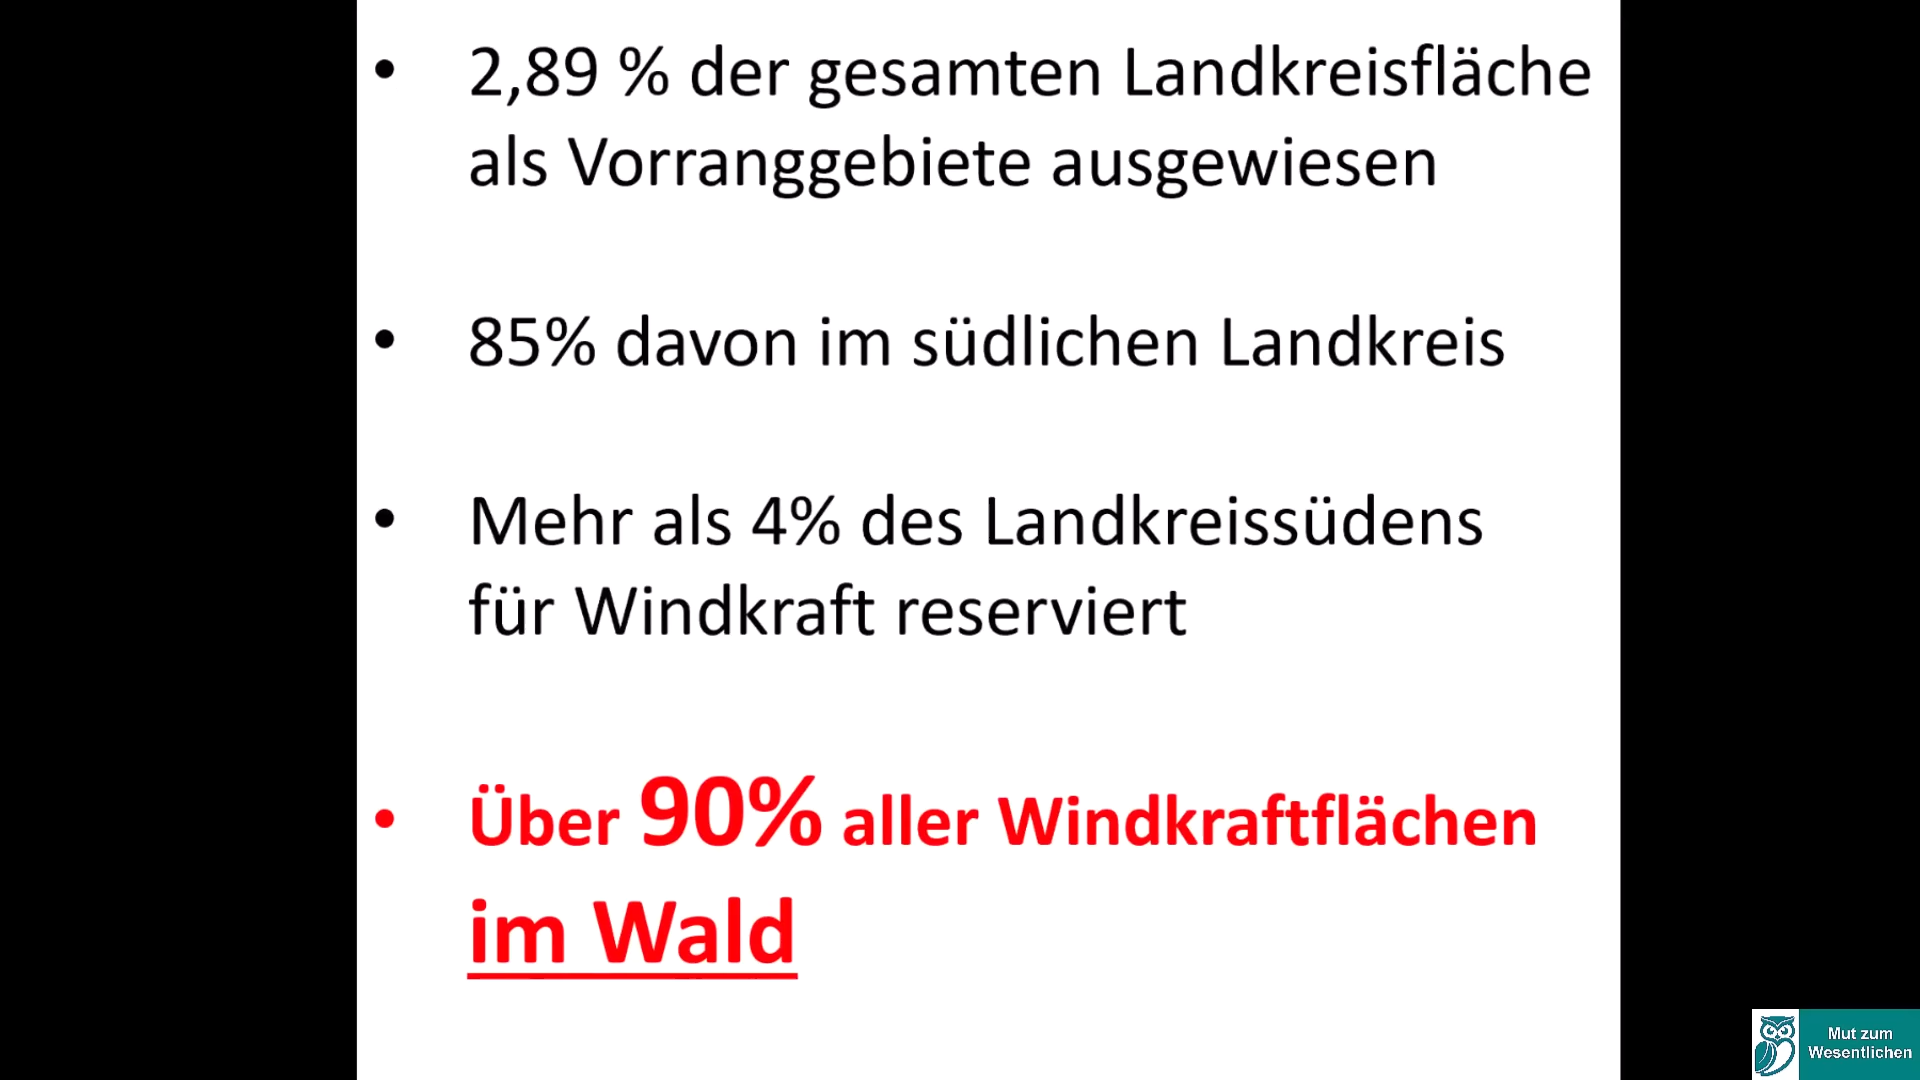 • 2,89 % der gesamten Landkreisfläche
als Vorranggebiete ausgewiesen
• 85% davon im südlichen Landkreis
• Mehr als 4% des Landkreissüdens
für Windkraft reserviert
• Über 90% aller Windkraftflächen
im Wald
Mut zum
Wesentlichen